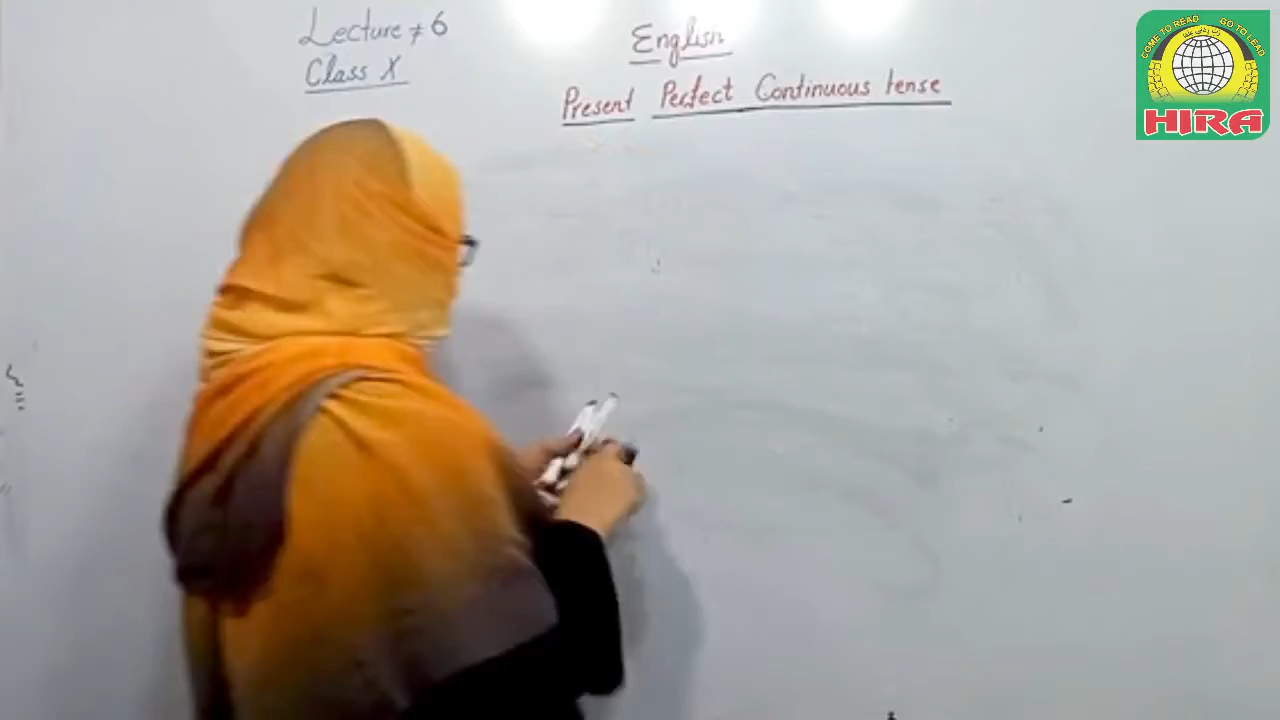 Lecture # 6
Class X
English
Present Perfect Continuous tense
COME TO READ GO TO LEAD
HIRA